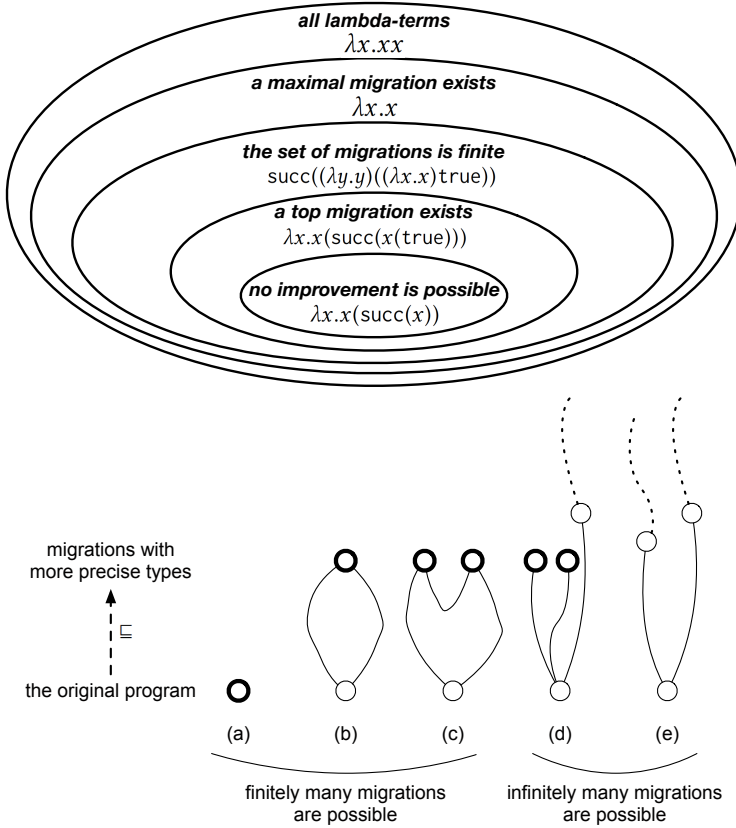 all lambda-terms
λx.xx
a maximal migration exists
λx.x
the set of migrations is finite
succ((λy.y)((λx.x)true))
a top migration exists
λx.x(succ(x(true)))
no improvement is possible
λx.x(succ(x))
migrations with
more precise types
⊑
the original program
(a) (b) (c) (d) (e)
finitely many migrations
are possible
infinitely many migrations
are possible